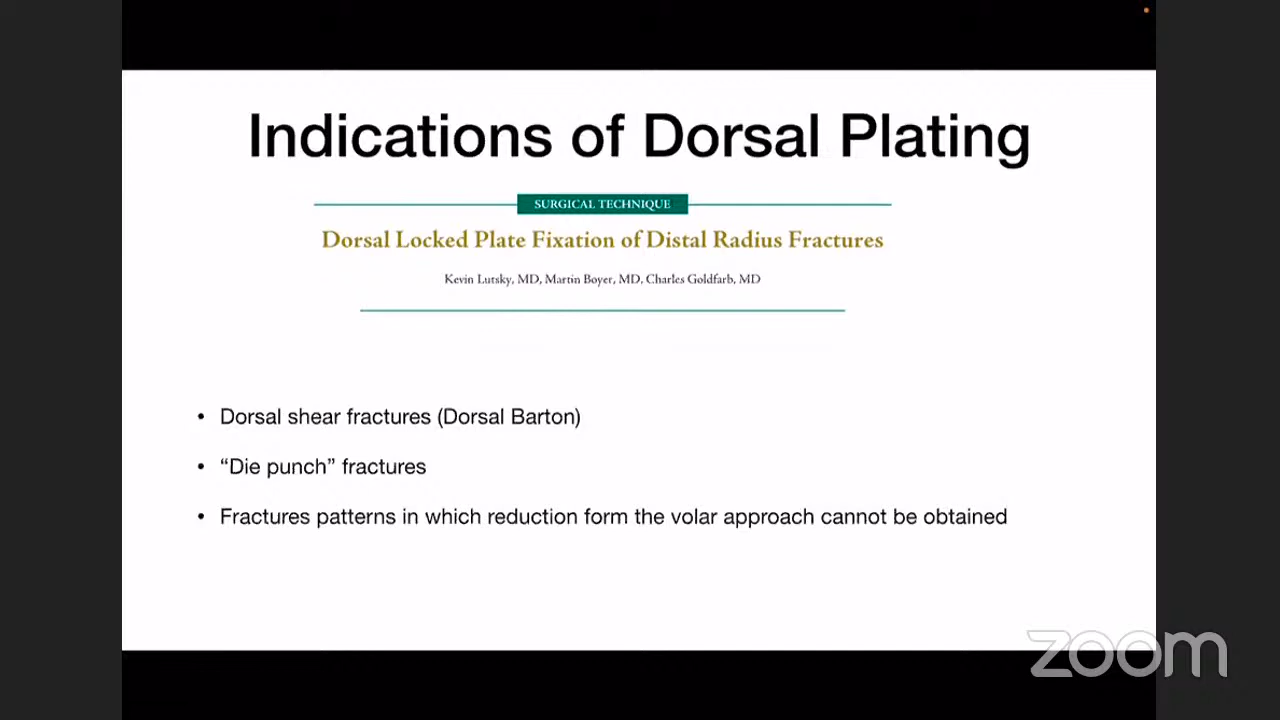 Indications of Dorsal Plating
SURGICAL TECHNIQUE
Dorsal Locked Plate Fixation of Distal Radius Fractures
Kevin Lutsky, MD, Martin Boyer, MD, Charles Goldfarb, MD
• Dorsal shear fractures (Dorsal Barton)
• “Die punch” fractures
• Fractures patterns in which reduction form the volar approach cannot be obtained
zoom